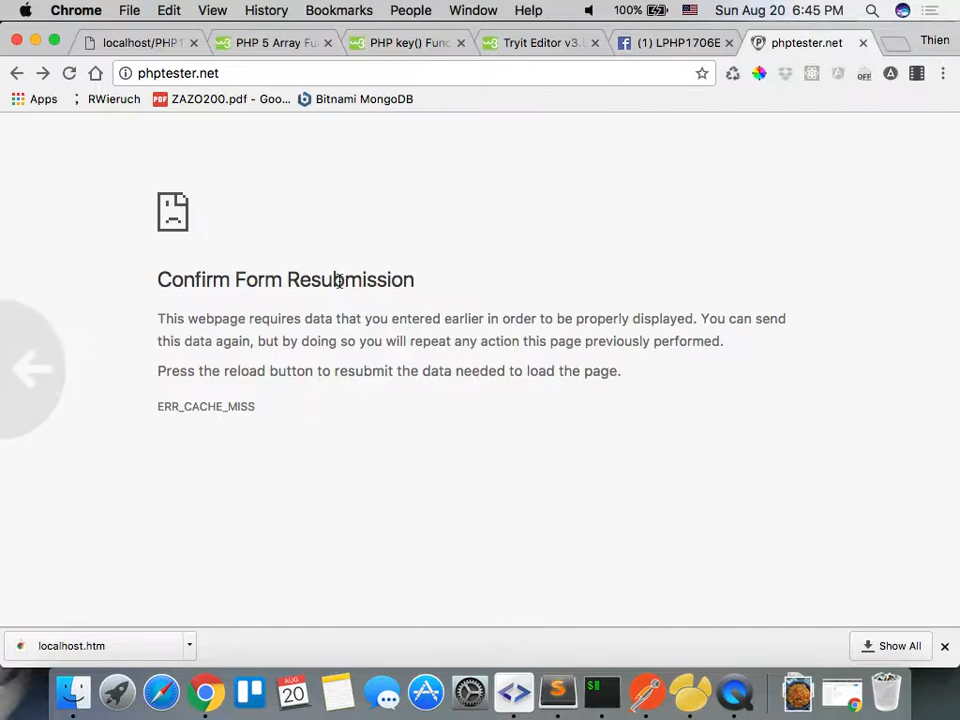 Chrome File Edit View History Bookmarks People Window Help 100% Sun Aug 20 6:45 PM
localhost/PHP1 PHP 5 Array Fu PHP key() Func Tryit Editor v3. (1) LPHP1706E phptester.net Thien
phptester.net
Apps RWieruch ZAZO200.pdf - Goo... Bitnami MongoDB
Confirm Form Resubmission
This webpage requires data that you entered earlier in order to be properly displayed. You can send
this data again, but by doing so you will repeat any action this page previously performed.
Press the reload button to resubmit the data needed to load the page.
ERR_CACHE_MISS
localhost.htm Show All
AUG
20